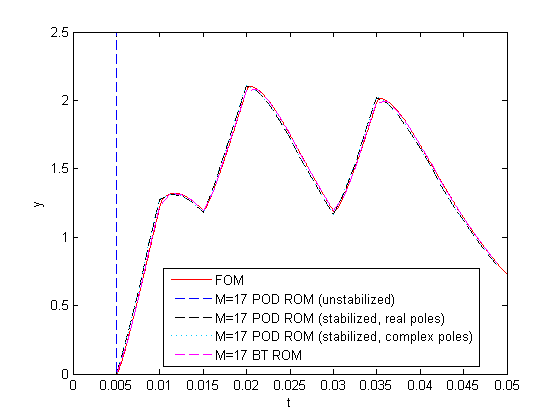 2.5
2
1.5
1
0.5
0
y
FOM
M=17 POD ROM (unstabilized)
M=17 POD ROM (stabilized, real poles)
M=17 POD ROM (stabilized, complex poles)
M=17 BT ROM
0 0.005 0.01 0.015 0.02 0.025 0.03 0.035 0.04 0.045 0.05
t